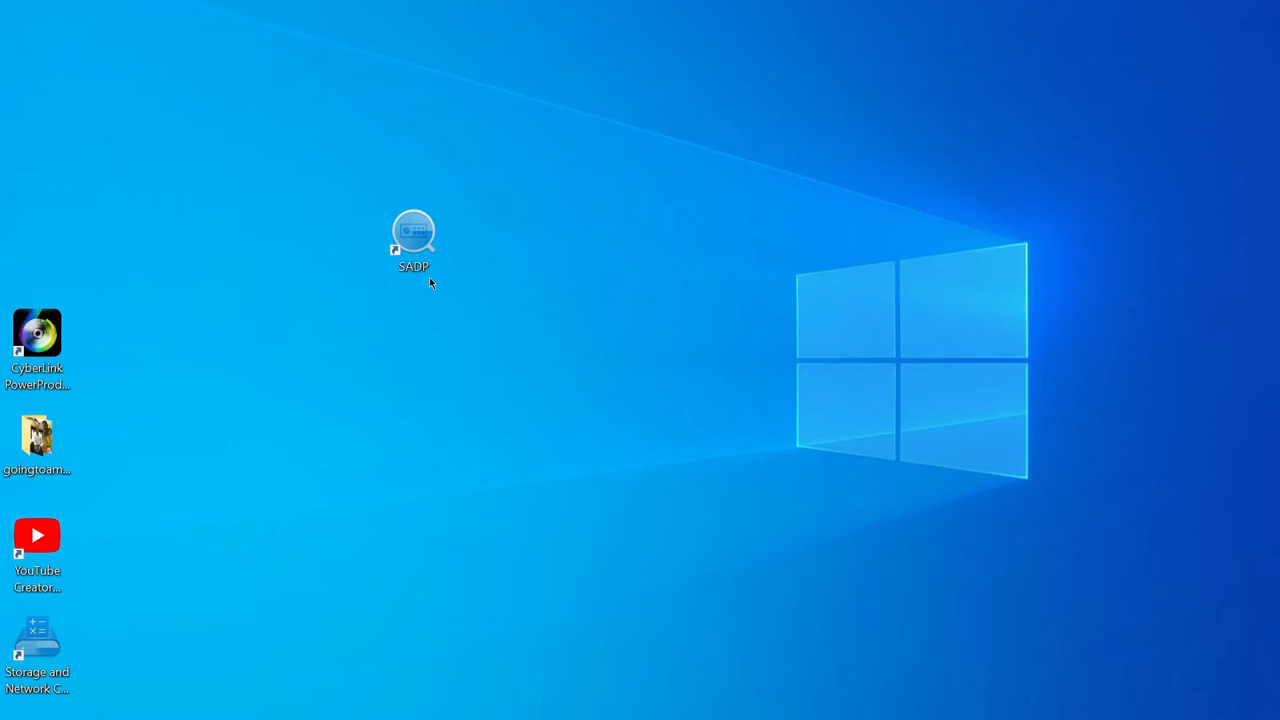 SADP
CyberLink
PowerProd...
goingtoam...
YouTube
Creator...
Storage and
Network C...